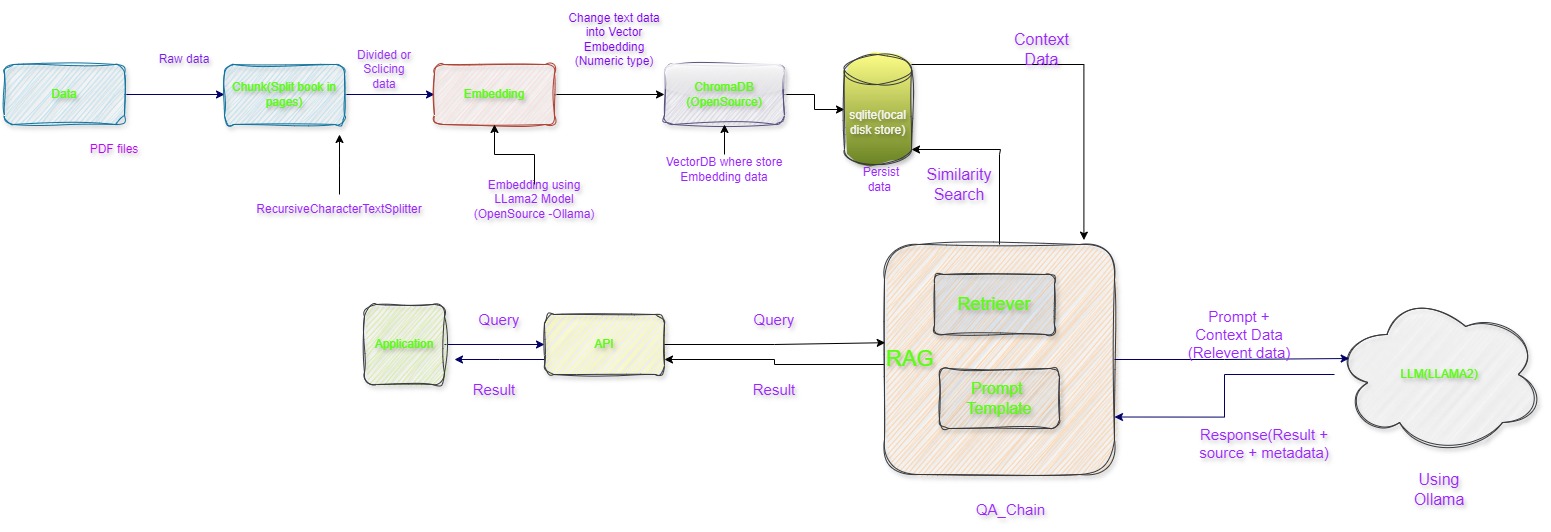 Change text data
into Vector
Embedding
(Numeric type)
Context
Data
Raw data
Divided or
Sclicing
data
Data
Chunk(Split book in
pages)
Embedding
ChromaDB
(OpenSource)
sqlite(local
disk store)
PDF files
VectorDB where store
Embedding data
Persist
data
Similarity
Search
Embedding using
LLama2 Model
(OpenSource -Ollama)
RecursiveCharacterTextSplitter
Retriever
Query
Query
Prompt +
Context Data
(Relevent data)
Application
API
RAG
LLM(LLAMA2)
Prompt
Template
Result
Result
Response(Result +
source + metadata)
Using
Ollama
QA_Chain